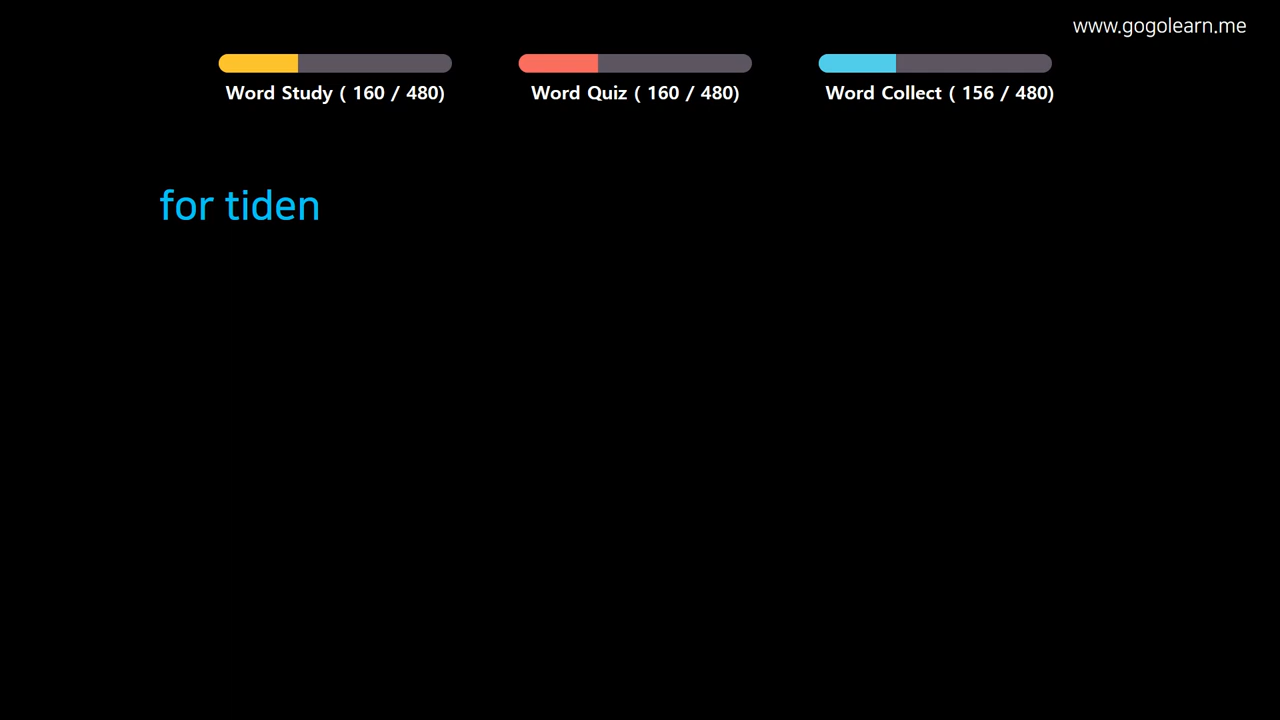 www.gogolearn.me
Word Study ( 160 / 480)
Word Quiz ( 160 / 480)
Word Collect ( 156 / 480)
for tiden